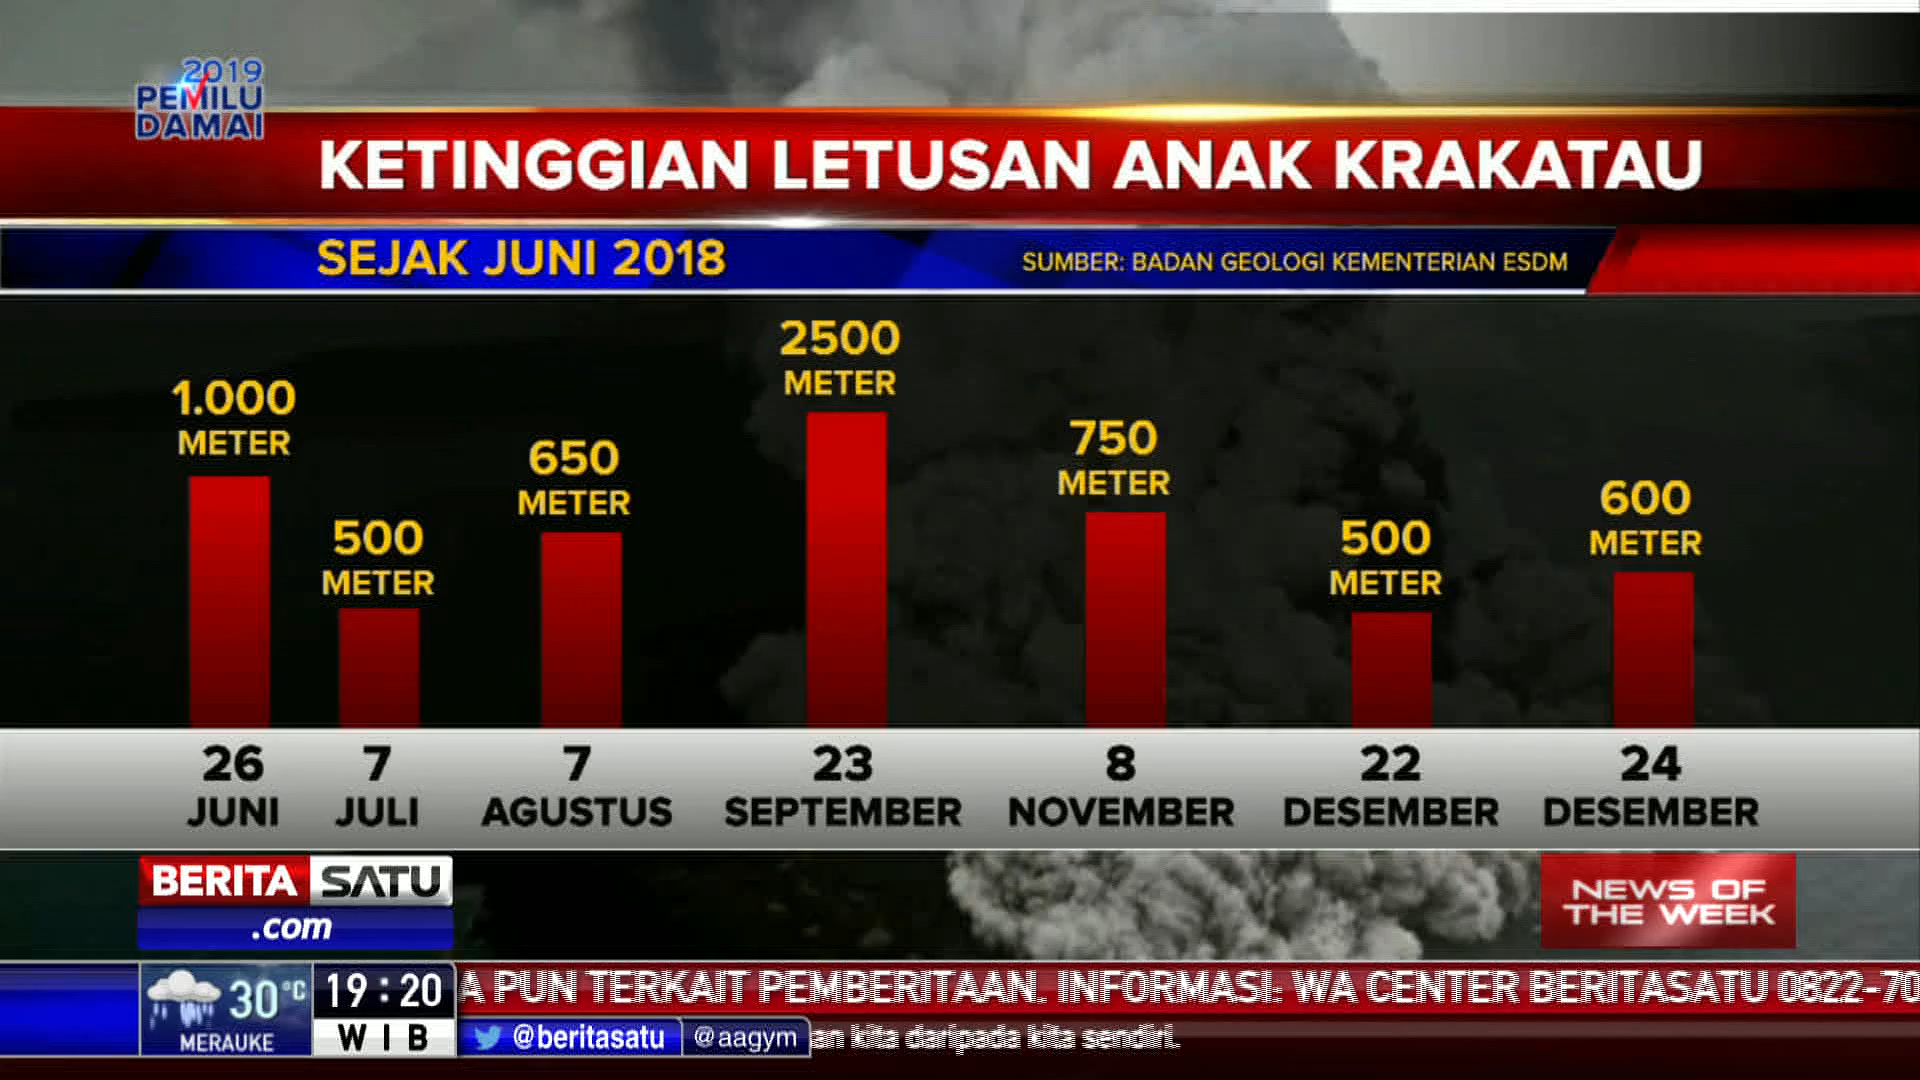 2019
PEMILU
DAMAI
KETINGGIAN LETUSAN ANAK KRAKATAU
SEJAK JUNI 2018
SUMBER: BADAN GEOLOGI KEMENTERIAN ESDM
1.000
METER
500
METER
650
METER
2500
METER
750
METER
500
METER
600
METER
26
JUNI
7
JULI
7
AGUSTUS
23
SEPTEMBER
8
NOVEMBER
22
DESEMBER
24
DESEMBER
BERITA SATU
.com
NEWS OF
THE WEEK
30°C
MERAUKE
19:20
WIB
A PUN TERKAIT PEMBERITAAN. INFORMASI: WA CENTER BERITASATU 0822-70
@beritasatu
@aagym
an kita daripada kita sendiri.